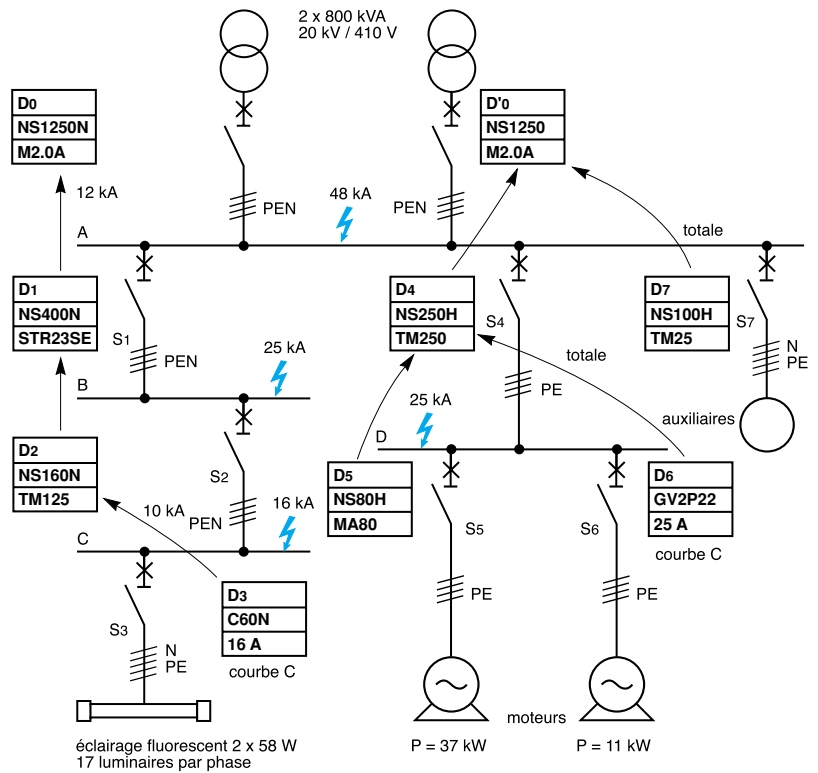 2 x 800 kVA
20 kV / 410 V
D0
NS1250N
M2.0A
D'0
NS1250
M2.0A
12 kA
PEN
48 kA
PEN
A
totale
D1
NS400N
STR23SE
S1
PEN
D4
NS250H
TM250
S4
D7
NS100H
TM25
S7
N
PE
25 kA
totale
PE
B
25 kA
auxiliaires
D
D2
NS160N
TM125
S2
10 kA
PEN
16 kA
D5
NS80H
MA80
S5
S6
D6
GV2P22
25 A
courbe C
C
D3
C60N
16 A
courbe C
S3
N
PE
PE
PE
moteurs
éclairage fluorescent 2 x 58 W
17 luminaires par phase
P = 37 kW
P = 11 kW